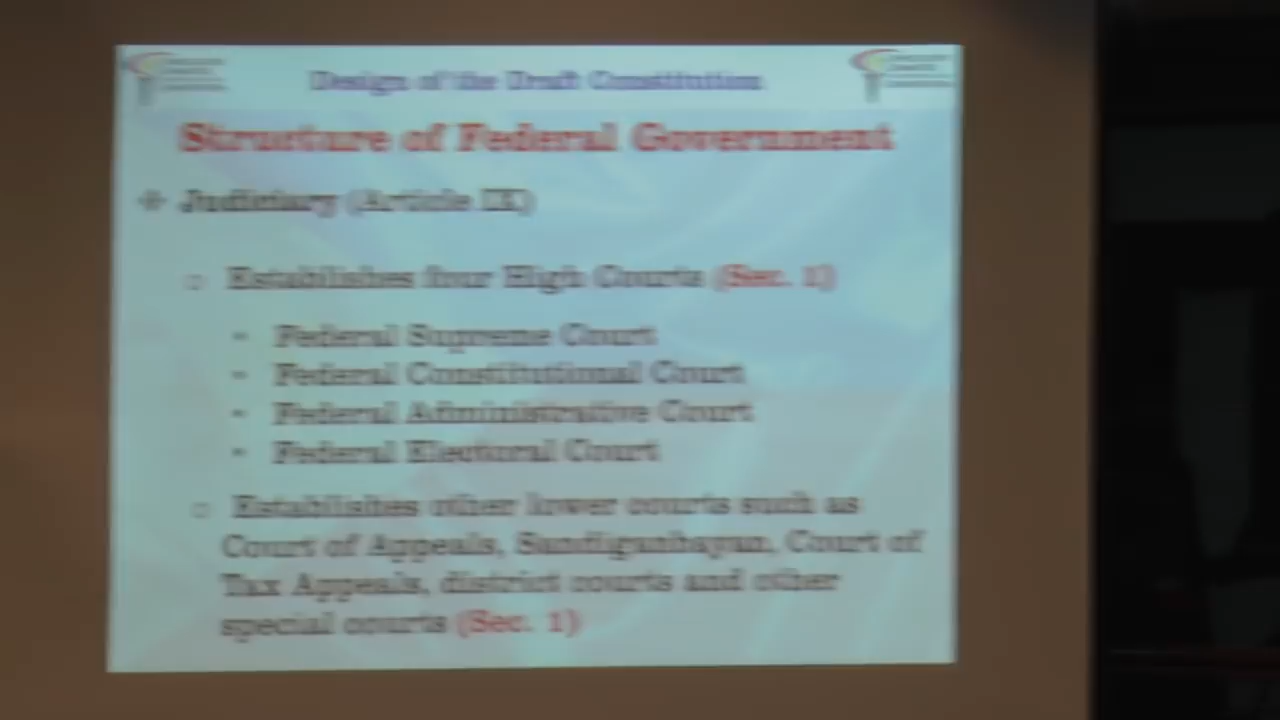 Design of the Draft Constitution
Structure of Federal Government
❖ Judiciary (Article IX)
○ Establishes four High Courts (Sec. 1)
- Federal Supreme Court
- Federal Constitutional Court
- Federal Administrative Court
- Federal Electoral Court
○ Establishes other lower courts such as
Court of Appeals, Sandiganbayan, Court of
Tax Appeals, district courts and other
special courts (Sec. 1)